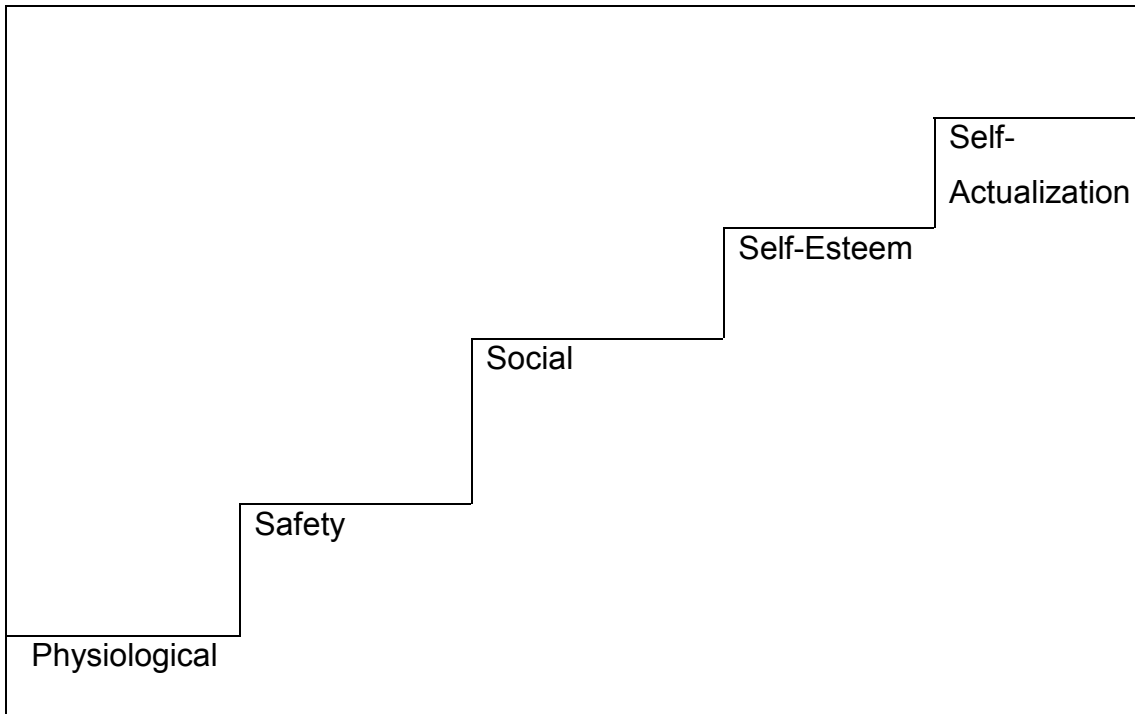 Self-
Actualization
Self-Esteem
Social
Safety
Physiological